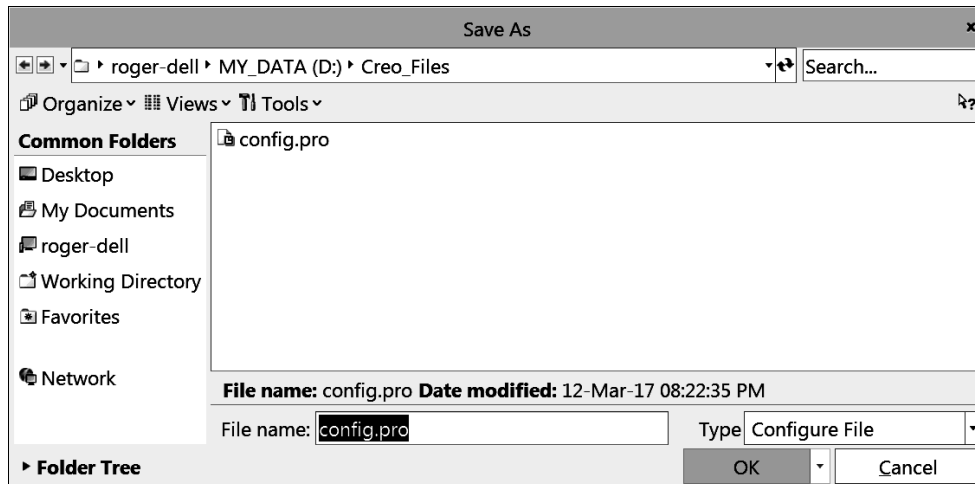 Save As
roger-dell MY_DATA (D:) Creo_Files Search...
Organize Views Tools
Common Folders
config.pro
Desktop
My Documents
roger-dell
Working Directory
Favorites
Network
File name: config.pro Date modified: 12-Mar-17 08:22:35 PM
File name: config.pro Type Configure File
Folder Tree OK Cancel